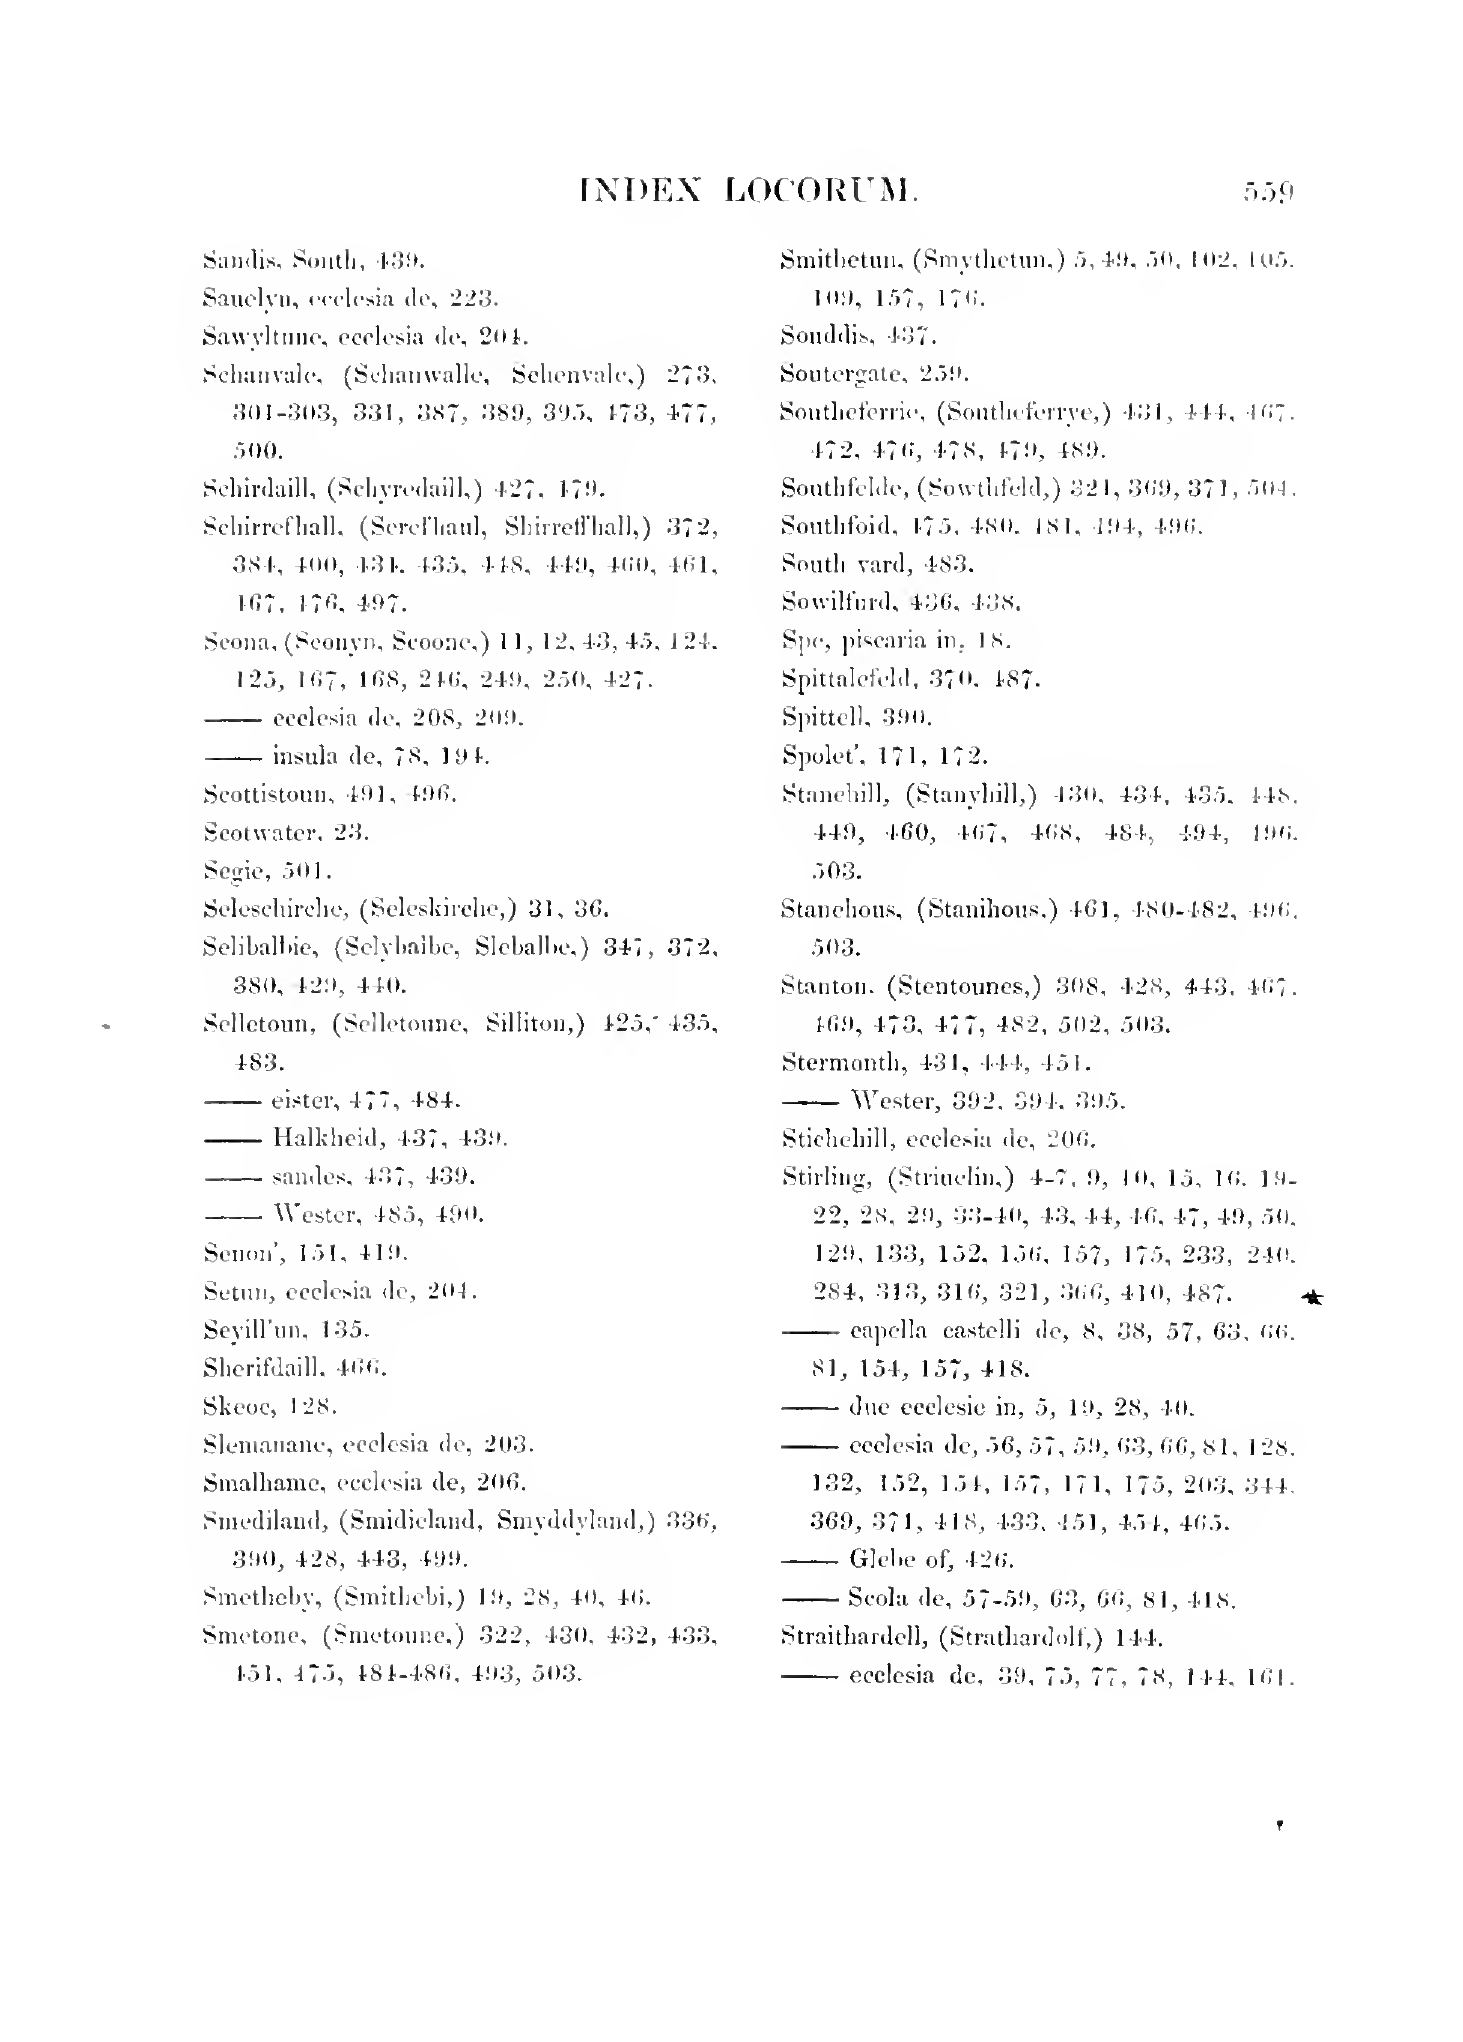 INDEX LOCORUM. 559
Sandis, South, 439.
Sauelyn, ecclesia de, 223.
Sawyltune, ecclesia de, 204.
Schanvale, (Schanwalle, Schenvale,) 273,
301-303, 331, 387, 389, 395, 473, 477,
500.
Schirdaill, (Schyredaill,) 427, 479.
Schirrefhall, (Screfhaul, Shirreff'hall,) 372,
384, 400, 434, 435, 448, 449, 460, 461,
467, 476, 497.
Scona, (Sconyn, Scoone,) 11, 12, 43, 45, 124,
125, 167, 168, 246, 249, 250, 427.
—— ecclesia de, 208, 209.
—— insula de, 78, 194.
Scottistoun, 491, 496.
Scotwater, 23.
Segie, 501.
Seleschirche, (Seleskirche,) 31, 36.
Selibalbie, (Selybalbe, Slebalbe,) 347, 372,
380, 429, 440.
Selletoun, (Selletoune, Silliton,) 425, 435,
483.
—— eister, 477, 484.
—— Halkheid, 437, 439.
—— sandes, 437, 439.
—— Wester, 485, 490.
Senon', 151, 419.
Setun, ecclesia de, 204.
Seyill'un, 135.
Sherifdaill, 466.
Skeoc, 128.
Slemanane, ecclesia de, 203.
Smalhame, ecclesia de, 206.
Smediland, (Smidieland, Smyddyland,) 336,
390, 428, 443, 499.
Smetheby, (Smithebi,) 19, 28, 40, 46.
Smetone, (Smetoune,) 322, 430, 432, 433,
451, 475, 484-486, 493, 503.
Smithetun, (Smythetun,) 5, 49, 50, 102, 105,
109, 157, 176.
Souddis, 437.
Soutergate, 259.
Southeferrie, (Southeferrye,) 431, 444, 467,
472, 476, 478, 479, 489.
Southfelde, (Sowthfeld,) 321, 369, 371, 504.
Southfoid, 475, 480, 481, 494, 496.
South yard, 483.
Sowilfurd, 436, 438.
Spe, piscaria in, 18.
Spittalefeld, 370, 487.
Spittell, 390.
Spolet', 171, 172.
Stanehill, (Stanyhill,) 430, 434, 435, 448,
449, 460, 467, 468, 484, 494, 496,
503.
Stanehous, (Stanihous,) 461, 480-482, 496,
503.
Stanton, (Stentounes,) 308, 428, 443, 467,
469, 473, 477, 482, 502, 503.
Stermonth, 431, 444, 451.
—— Wester, 392, 394, 395.
Stichehill, ecclesia de, 206.
Stirling, (Striuelin,) 4-7, 9, 10, 15, 16, 19-
22, 28, 29, 33-40, 43, 44, 46, 47, 49, 50,
129, 133, 152, 156, 157, 175, 233, 240,
284, 313, 316, 321, 366, 410, 487.
—— capella castelli de, 8, 38, 57, 63, 66,
81, 154, 157, 418.
—— due ecclesie in, 5, 19, 28, 40.
—— ecclesia de, 56, 57, 59, 63, 66, 81, 128,
132, 152, 154, 157, 171, 175, 203, 344,
369, 371, 418, 433, 451, 454, 465.
—— Glebe of, 426.
—— Scola de, 57-59, 63, 66, 81, 418.
Straithardell, (Strathardolf,) 144.
—— ecclesia de, 39, 75, 77, 78, 144, 161.